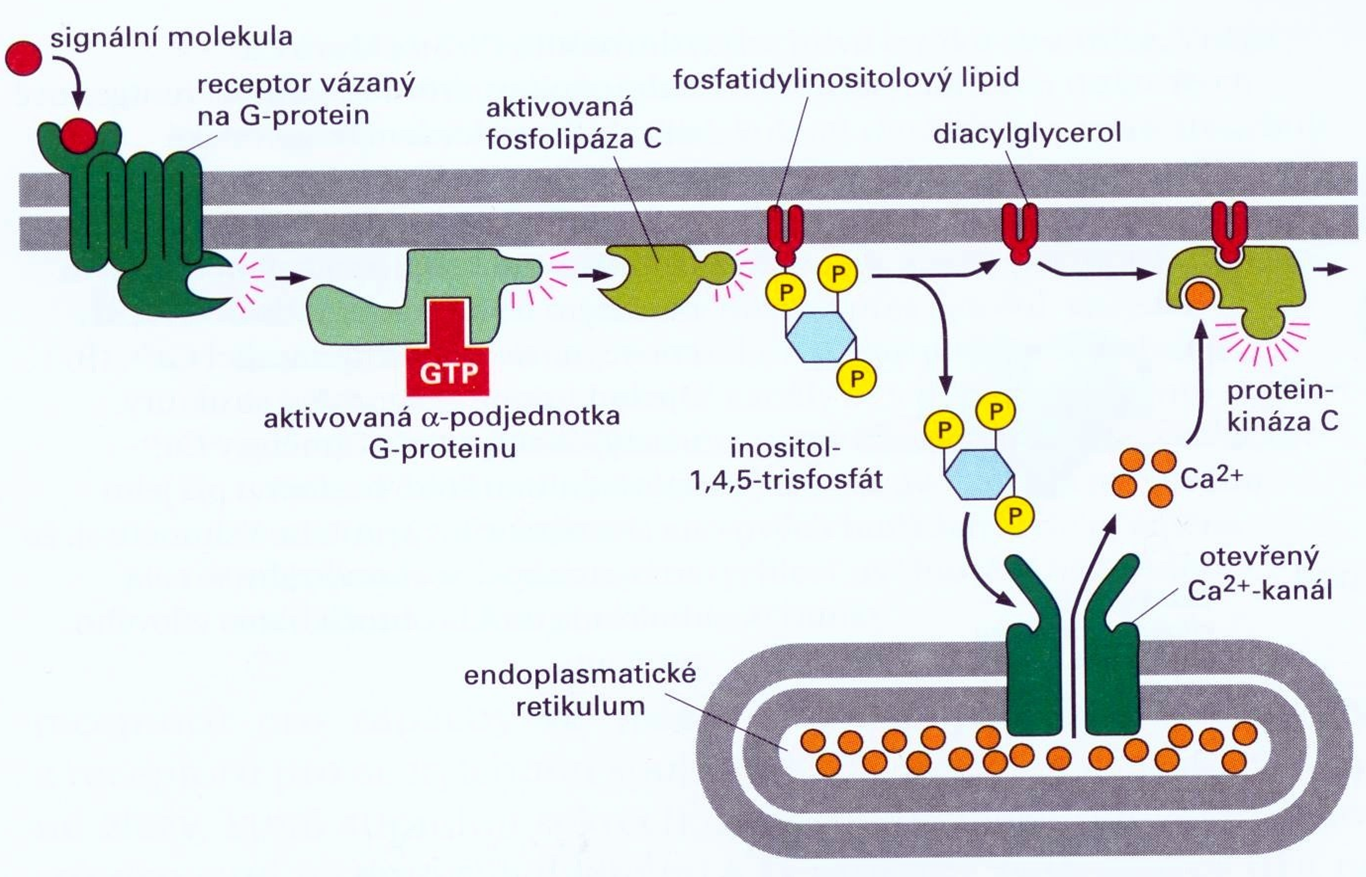 signální molekula
receptor vázaný
na G-protein
aktivovaná
fosfolipáza C
fosfatidylinositolový lipid
diacylglycerol
P
P
P
GTP
aktivovaná α-podjednotka
G-proteinu
inositol-
1,4,5-trisfosfát
P
P
P
Ca2+
protein-
kináza C
otevřený
Ca2+-kanál
endoplasmatické
retikulum